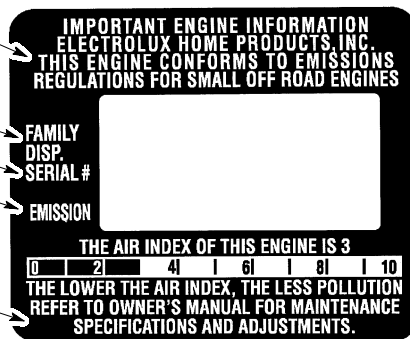 IMPORTANT ENGINE INFORMATION
ELECTROLUX HOME PRODUCTS, INC.
THIS ENGINE CONFORMS TO EMISSIONS
REGULATIONS FOR SMALL OFF ROAD ENGINES
FAMILY
DISP.
SERIAL #
EMISSION
THE AIR INDEX OF THIS ENGINE IS 3
0 2 4 6 8 10
THE LOWER THE AIR INDEX, THE LESS POLLUTION
REFER TO OWNER'S MANUAL FOR MAINTENANCE
SPECIFICATIONS AND ADJUSTMENTS.